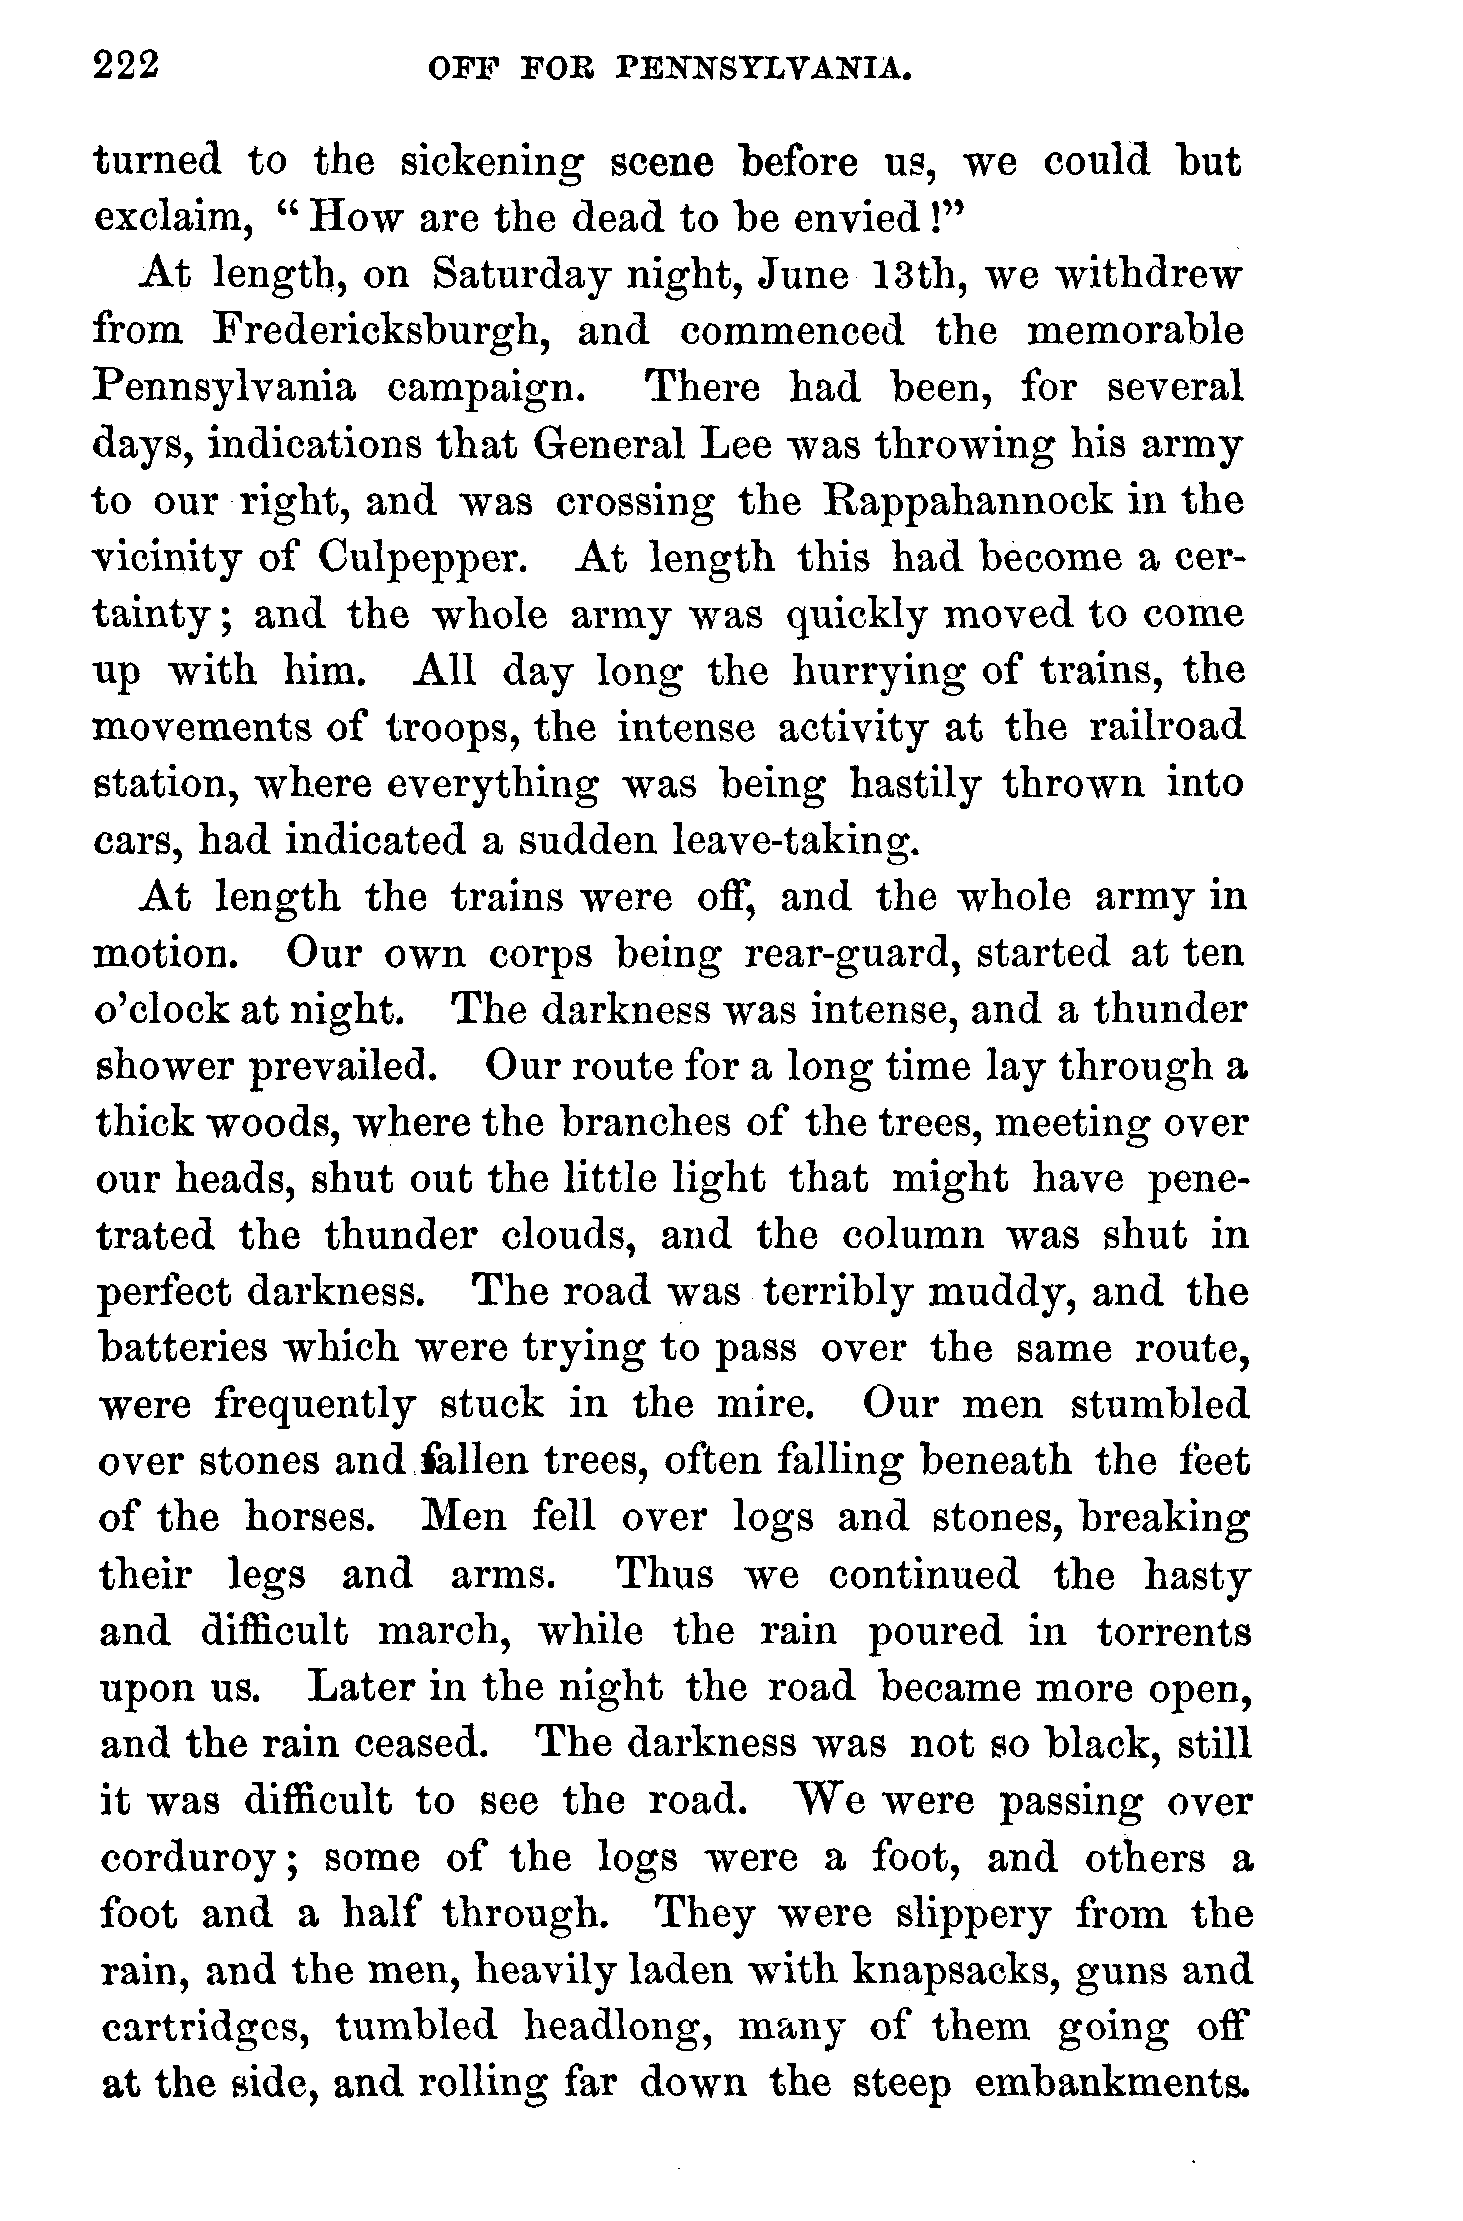 222 OFF FOR PENNSYLVANIA.
turned to the sickening scene before us, we could but
exclaim, “ How are the dead to be envied !”
At length, on Saturday night, June 13th, we withdrew
from Fredericksburgh, and commenced the memorable
Pennsylvania campaign. There had been, for several
days, indications that General Lee was throwing his army
to our right, and was crossing the Rappahannock in the
vicinity of Culpepper. At length this had become a cer-
tainty ; and the whole army was quickly moved to come
up with him. All day long the hurrying of trains, the
movements of troops, the intense activity at the railroad
station, where everything was being hastily thrown into
cars, had indicated a sudden leave-taking.
At length the trains were off, and the whole army in
motion. Our own corps being rear-guard, started at ten
o’clock at night. The darkness was intense, and a thunder
shower prevailed. Our route for a long time lay through a
thick woods, where the branches of the trees, meeting over
our heads, shut out the little light that might have pene-
trated the thunder clouds, and the column was shut in
perfect darkness. The road was terribly muddy, and the
batteries which were trying to pass over the same route,
were frequently stuck in the mire. Our men stumbled
over stones and fallen trees, often falling beneath the feet
of the horses. Men fell over logs and stones, breaking
their legs and arms. Thus we continued the hasty
and difficult march, while the rain poured in torrents
upon us. Later in the night the road became more open,
and the rain ceased. The darkness was not so black, still
it was difficult to see the road. We were passing over
corduroy ; some of the logs were a foot, and others a
foot and a half through. They were slippery from the
rain, and the men, heavily laden with knapsacks, guns and
cartridges, tumbled headlong, many of them going off
at the side, and rolling far down the steep embankments.